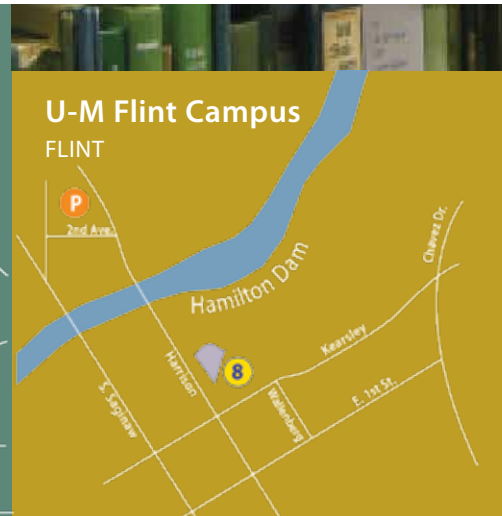 U-M Flint Campus
FLINT
P
2nd Ave.
Chavez Dr.
Hamilton Dam
Kearsley
Harrison
8
E. 1st St.
S. Saginaw
Wallenberg